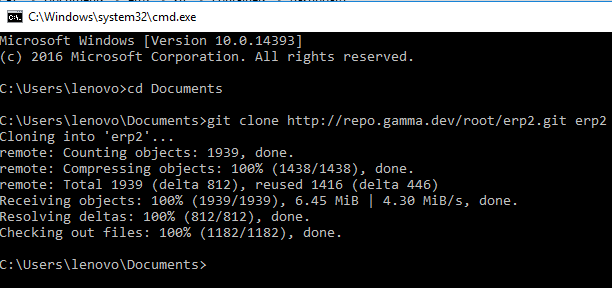 C:\Windows\system32\cmd.exe
Microsoft Windows [Version 10.0.14393]
(c) 2016 Microsoft Corporation. All rights reserved.
C:\Users\lenovo>cd Documents
C:\Users\lenovo\Documents>git clone http://repo.gamma.dev/root/erp2.git erp2
Cloning into 'erp2'...
remote: Counting objects: 1939, done.
remote: Compressing objects: 100% (1438/1438), done.
remote: Total 1939 (delta 812), reused 1416 (delta 446)
Receiving objects: 100% (1939/1939), 6.45 MiB | 4.30 MiB/s, done.
Resolving deltas: 100% (812/812), done.
Checking out files: 100% (1182/1182), done.
C:\Users\lenovo\Documents>